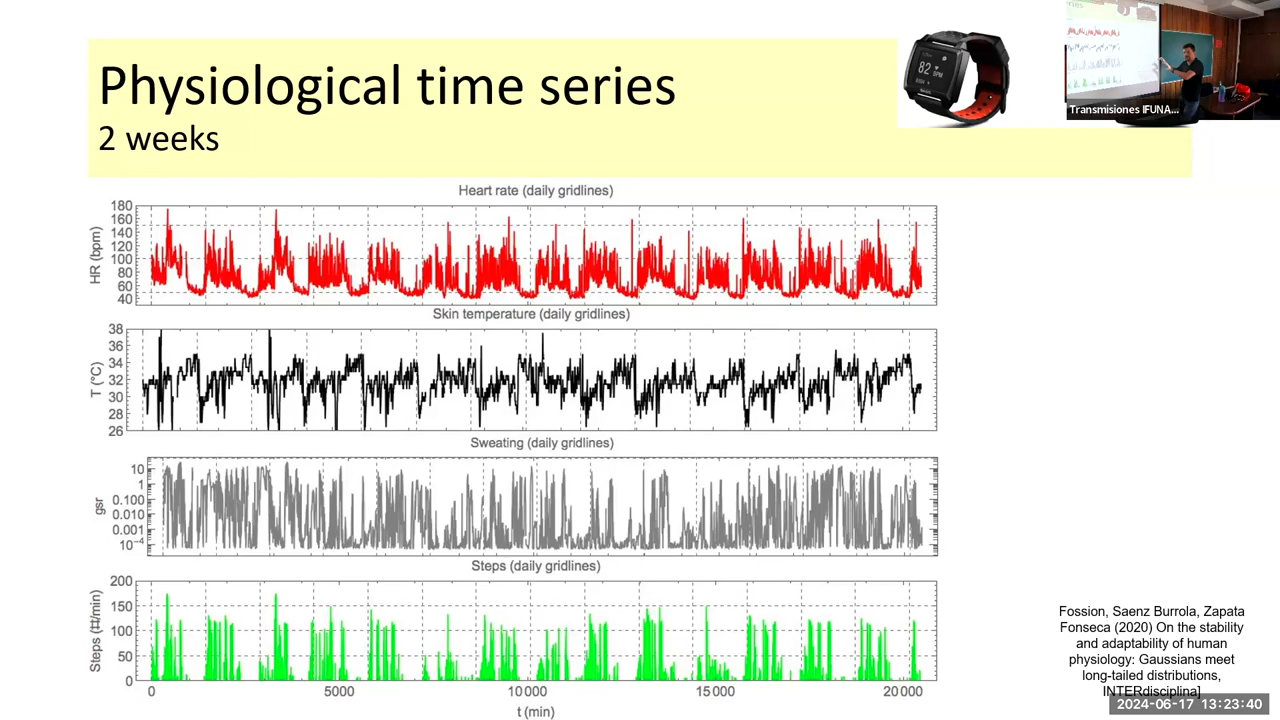 Physiological time series
2 weeks
82 BPM
Transmisiones IFUNA...
Heart rate (daily gridlines)
180
160
140
120
100
80
60
40
HR (bpm)
Skin temperature (daily gridlines)
38
36
34
32
30
28
26
T (°C)
Sweating (daily gridlines)
10
1
0.100
0.010
0.001
10⁻⁴
gsr
Steps (daily gridlines)
200
150
100
50
0
Steps (‡/min)
0 5000 10000 15000 20000
t (min)
Fossion, Saenz Burrola, Zapata
Fonseca (2020) On the stability
and adaptability of human
physiology: Gaussians meet
long-tailed distributions,
INTERdisciplina]
2024-06-17 13:23:40